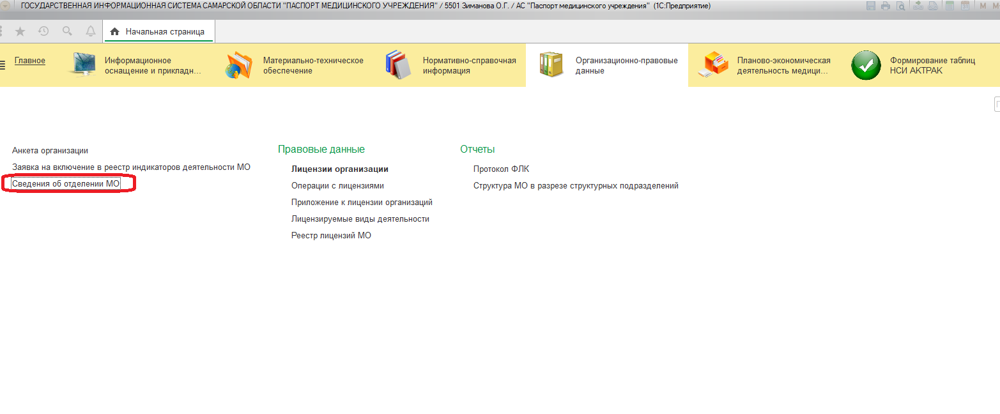 ГОСУДАРСТВЕННАЯ ИНФОРМАЦИОННАЯ СИСТЕМА САМАРСКОЙ ОБЛАСТИ "ПАСПОРТ МЕДИЦИНСКОГО УЧРЕЖДЕНИЯ" / 5501 Зиманова О.Г. / АС "Паспорт медицинского учреждения" (1С:Предприятие)
31 M
Начальная страница
Главное
Информационное
оснащение и прикладн...
Материально-техническое
обеспечение
Нормативно-справочная
информация
Организационно-правовые
данные
Планово-экономическая
деятельность медици...
Формирование таблиц
НСИ АКТРАК
Анкета организации
Заявка на включение в реестр индикаторов деятельности МО
Сведения об отделении МО
Правовые данные
Лицензии организации
Операции с лицензиями
Приложение к лицензии организаций
Лицензируемые виды деятельности
Реестр лицензий МО
Отчеты
Протокол ФЛК
Структура МО в разрезе структурных подразделений